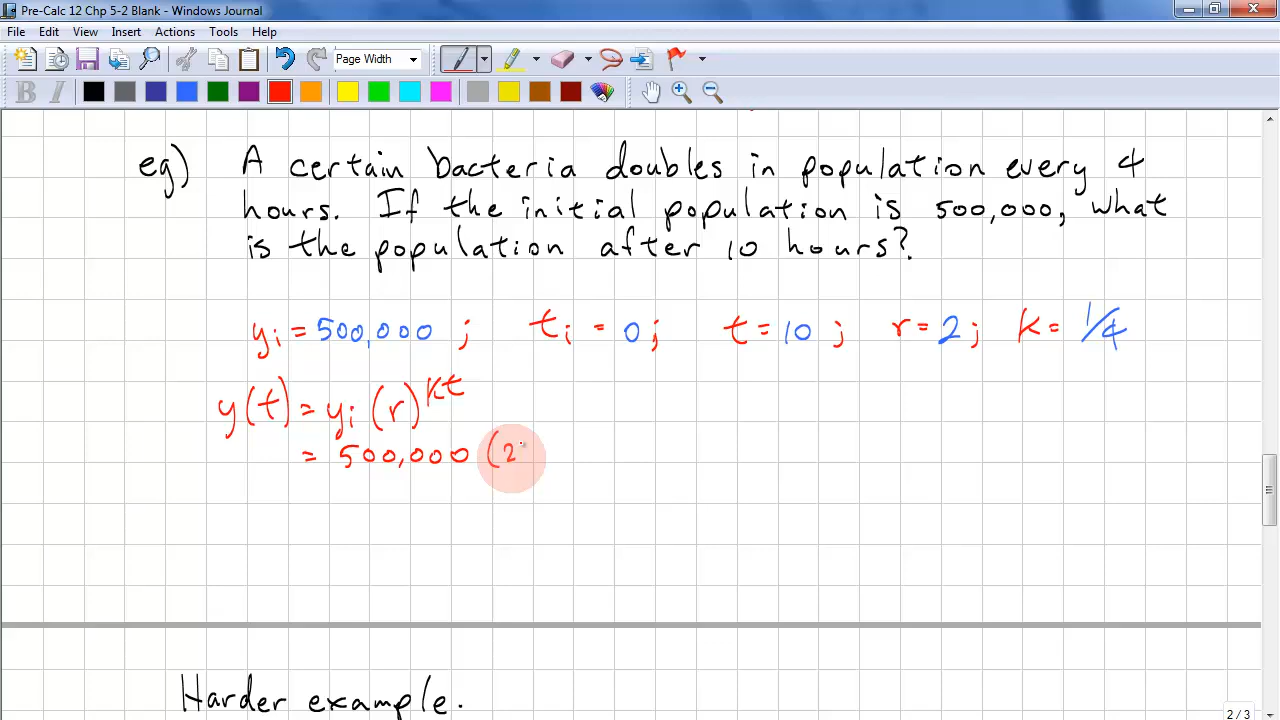 Pre-Calc 12 Chp 5-2 Blank - Windows Journal
File Edit View Insert Actions Tools Help
Page Width
B I
eg) A certain bacteria doubles in population every 4
hours. If the initial population is 500,000, what
is the population after 10 hours?
yi = 500,000 ; ti = 0; t = 10 ; r = 2 ; k = 1/4
y(t) = yi (r)^kt
= 500,000 (2
Harder example.
2 / 3